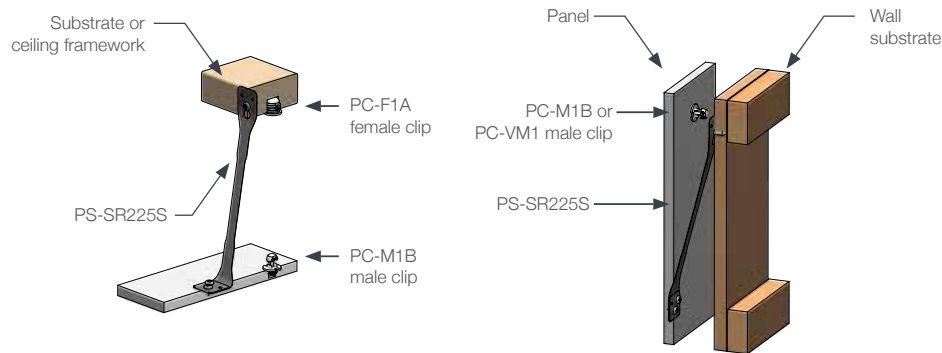 Substrate or
ceiling framework
PC-F1A
female clip
PS-SR225S
PC-M1B
male clip
Panel
Wall
substrate
PC-M1B or
PC-VM1 male clip
PS-SR225S